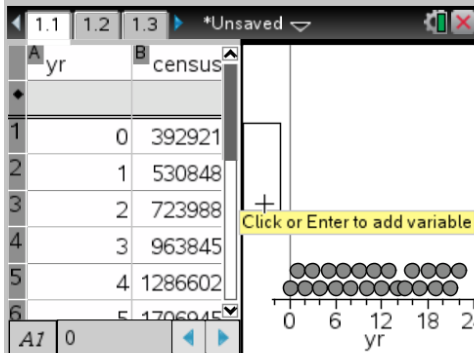 1.1 1.2 1.3 *Unsaved
A yr B census
1 0 392921
2 1 530848
3 2 723988
4 3 963845
5 4 1286602
6 5 1706945
A1 0
Click or Enter to add variable
0 6 12 18
yr